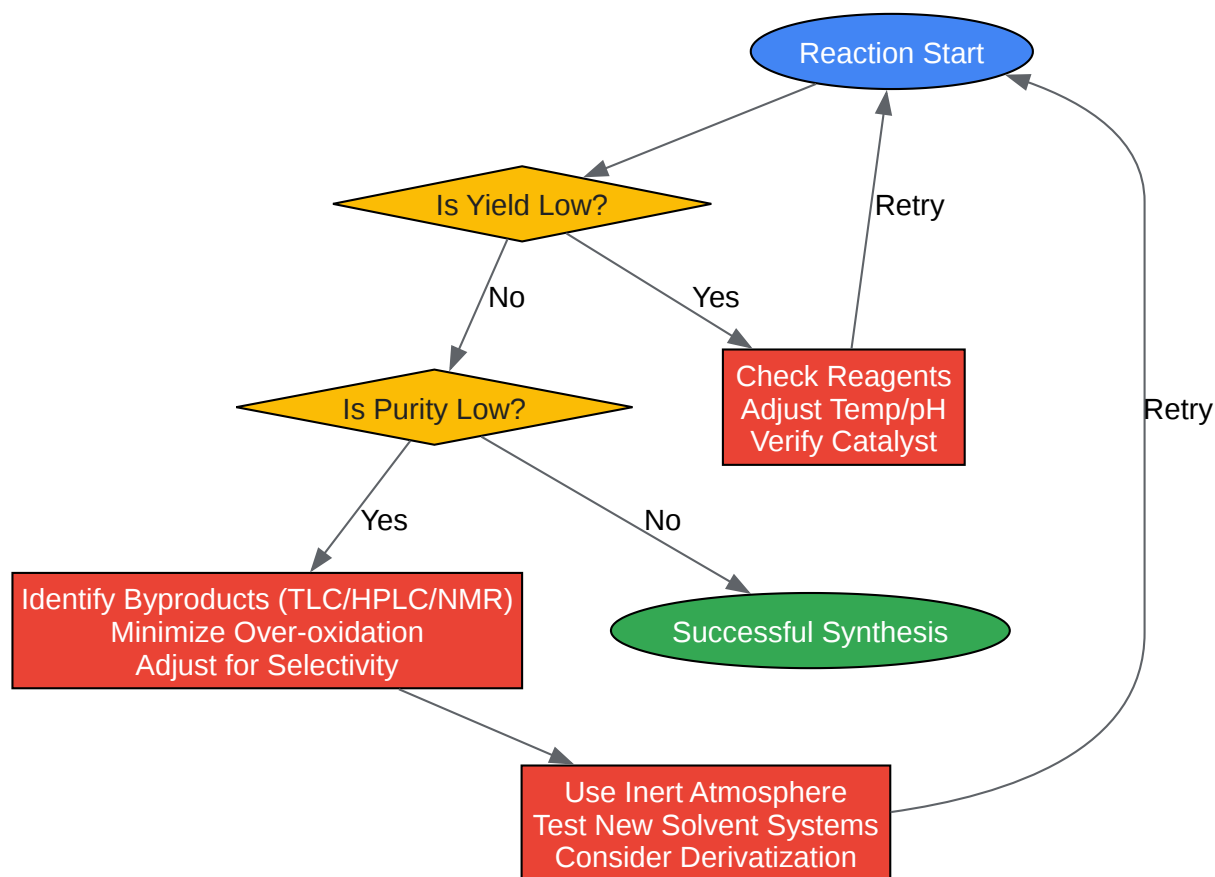 Reaction Start
Is Yield Low?
Retry
No
Yes
Check Reagents
Adjust Temp/pH
Verify Catalyst
Is Purity Low?
Retry
Yes
No
Identify Byproducts (TLC/HPLC/NMR)
Minimize Over-oxidation
Adjust for Selectivity
Successful Synthesis
Use Inert Atmosphere
Test New Solvent Systems
Consider Derivatization